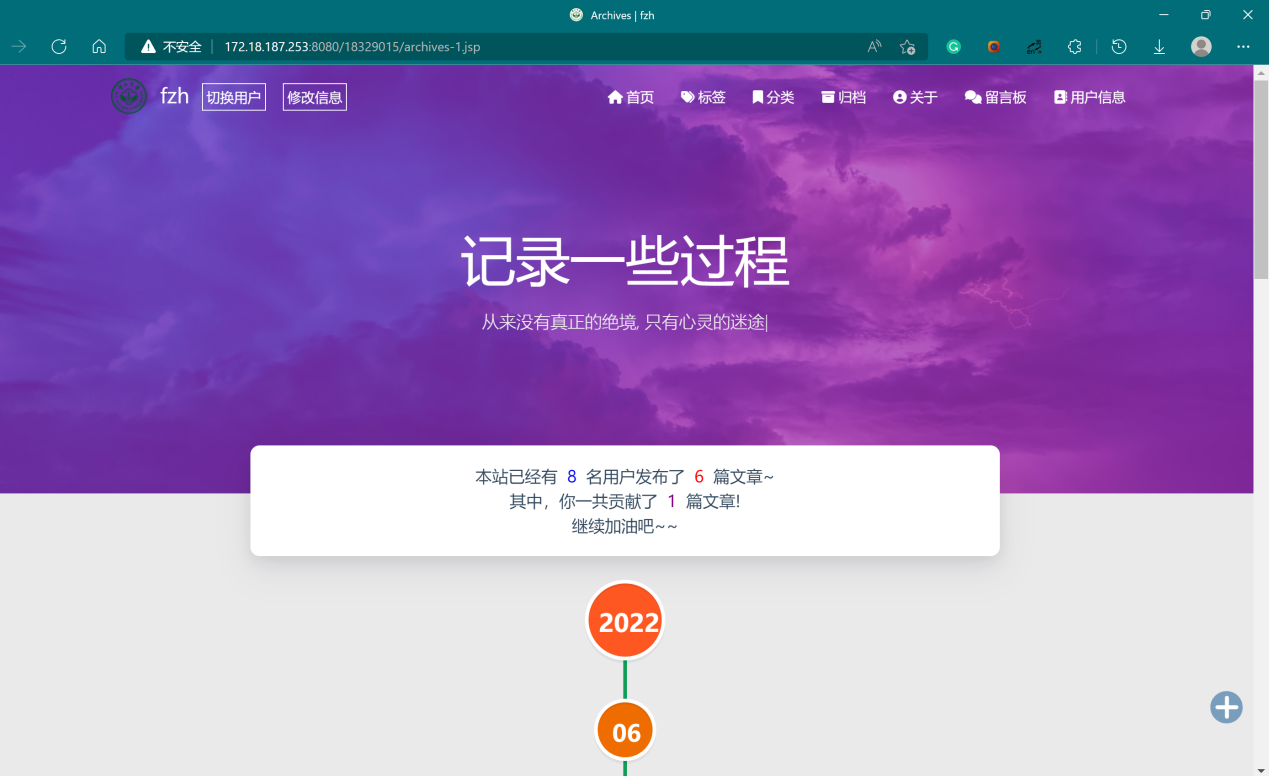 Archives | fzh
不安全 172.18.187.253:8080/18329015/archives-1.jsp
fzh 切换用户 修改信息 首页 标签 分类 归档 关于 留言板 用户信息
记录一些过程
从来没有真正的绝境, 只有心灵的迷途|
本站已经有 8 名用户发布了 6 篇文章~
其中，你一共贡献了 1 篇文章!
继续加油吧~~
2022
06